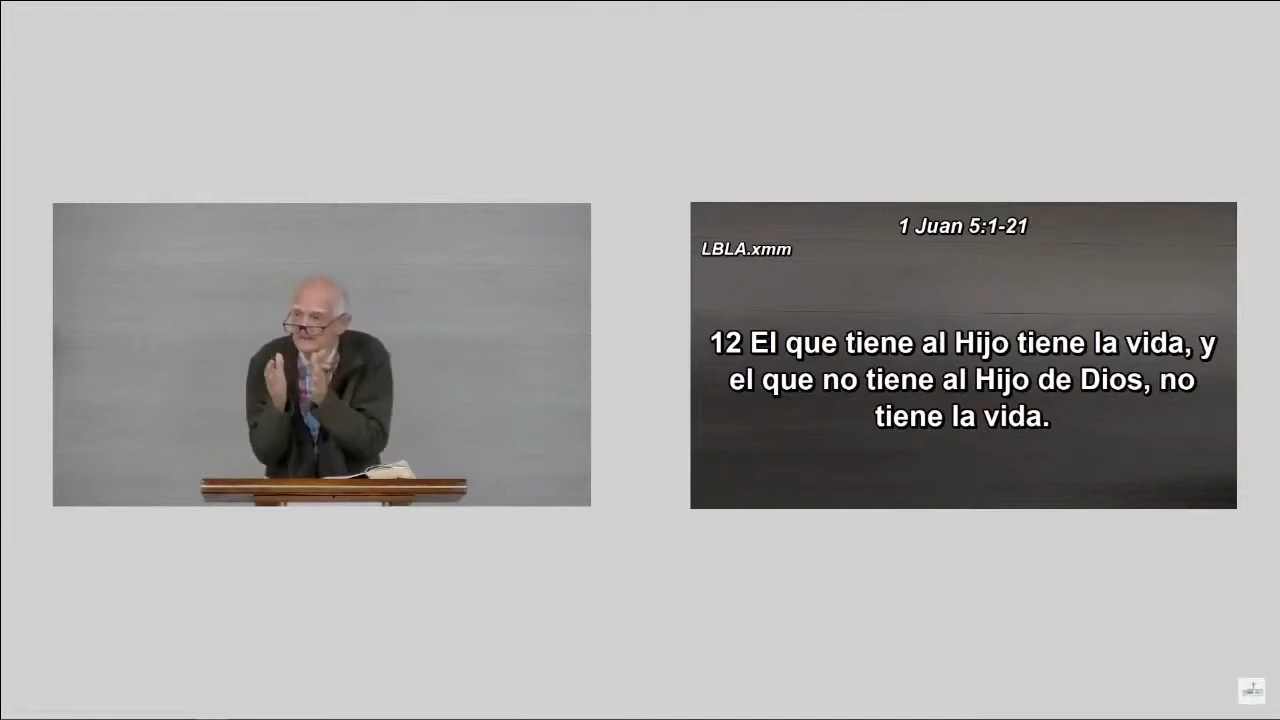 1 Juan 5:1-21
LBLA.xmm
12 El que tiene al Hijo tiene la vida, y
el que no tiene al Hijo de Dios, no
tiene la vida.